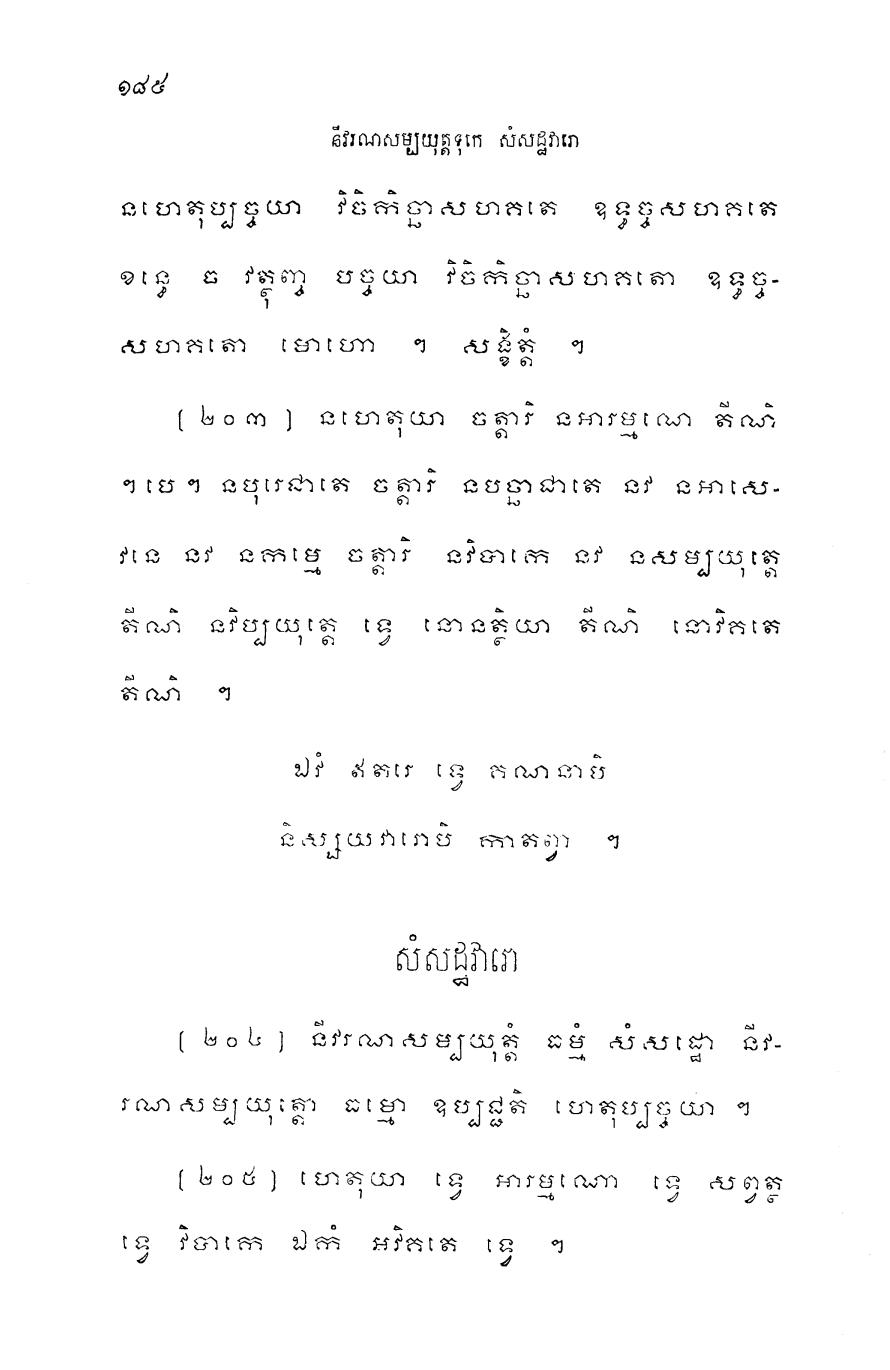 ១៨៥
នីវរណសម្បយុត្តទុកេ សំសដ្ឋវារោ
នហេតុប្បច្ចយា វិចិកិច្ឆាសហគតេ ឧទ្ធច្ចសហគតេ
ខន្ធេ ច វត្ថុញ្ច បច្ចយា វិចិកិច្ឆាសហគតោ ឧទ្ធច្ច-
សហគតោ មោហោ ។ សង្ខិត្តំ ។
[ ២០៣ ] នហេតុយា ចត្តារិ នអារម្មណេ តីណិ
។ បេ ។ នបុរេជាតេ ចត្តារិ នបច្ឆាជាតេ នវ នអាសេ-
វនេ នវ នកម្មេ ចត្តារិ នវិបាកេ នវ នសម្បយុត្តេ
តីណិ នវិប្បយុត្តេ ទ្វេ នោនត្ថិយា តីណិ នោវិគតេ
តីណិ ។
ឯវំ ឥតរេ ទ្វេ គណនាបិ
និស្សយវារោបិ កាតព្វា ។
សំសដ្ឋវារោ
[ ២០៤ ] នីវរណសម្បយុត្តំ ធម្មំ សំសដ្ឋោ នីវ-
រណសម្បយុត្តោ ធម្មោ ឧប្បជ្ជតិ ហេតុប្បច្ចយា ។
[ ២០៥ ] ហេតុយា ទ្វេ អារម្មណោ ទ្វេ សព្វត្ថ
ទ្វេ វិបាកេ ឯកំ អវិគតេ ទ្វេ ។